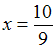 x = 10/9